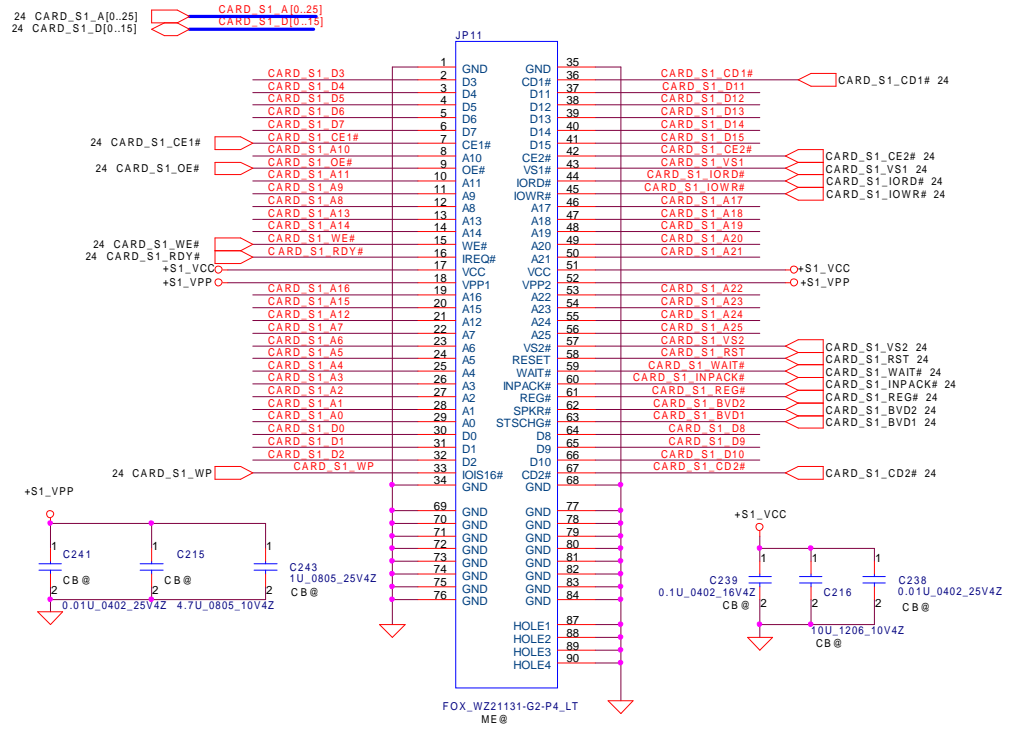 24 CARD_S1_A[0..25] CARD_S1_A[0..25]
24 CARD_S1_D[0..15] CARD_S1_D[0..15]
JP11
1 GND GND 35
CARD_S1_D3 2 D3 CD1# 36 CARD_S1_CD1# CARD_S1_CD1# 24
CARD_S1_D4 3 D4 D11 37 CARD_S1_D11
CARD_S1_D5 4 D5 D12 38 CARD_S1_D12
CARD_S1_D6 5 D6 D13 39 CARD_S1_D13
CARD_S1_D7 6 D7 D14 40 CARD_S1_D14
24 CARD_S1_CE1# CARD_S1_CE1# 7 CE1# D15 41 CARD_S1_D15
CARD_S1_A10 8 A10 CE2# 42 CARD_S1_CE2# CARD_S1_CE2# 24
24 CARD_S1_OE# CARD_S1_OE# 9 OE# VS1# 43 CARD_S1_VS1 CARD_S1_VS1 24
CARD_S1_A11 10 A11 IORD# 44 CARD_S1_IORD# CARD_S1_IORD# 24
CARD_S1_A9 11 A9 IOWR# 45 CARD_S1_IOWR# CARD_S1_IOWR# 24
CARD_S1_A8 12 A8 A17 46 CARD_S1_A17
CARD_S1_A13 13 A13 A18 47 CARD_S1_A18
CARD_S1_A14 14 A14 A19 48 CARD_S1_A19
24 CARD_S1_WE# CARD_S1_WE# 15 WE# A20 49 CARD_S1_A20
24 CARD_S1_RDY# CARD_S1_RDY# 16 IREQ# A21 50 CARD_S1_A21
+S1_VCC 17 VCC VCC 51 +S1_VCC
+S1_VPP 18 VPP1 VPP2 52 +S1_VPP
CARD_S1_A16 19 A16 A22 53 CARD_S1_A22
CARD_S1_A15 20 A15 A23 54 CARD_S1_A23
CARD_S1_A12 21 A12 A24 55 CARD_S1_A24
CARD_S1_A7 22 A7 A25 56 CARD_S1_A25
CARD_S1_A6 23 A6 VS2# 57 CARD_S1_VS2 CARD_S1_VS2 24
CARD_S1_A5 24 A5 RESET 58 CARD_S1_RST CARD_S1_RST 24
CARD_S1_A4 25 A4 WAIT# 59 CARD_S1_WAIT# CARD_S1_WAIT# 24
CARD_S1_A3 26 A3 INPACK# 60 CARD_S1_INPACK# CARD_S1_INPACK# 24
CARD_S1_A2 27 A2 REG# 61 CARD_S1_REG# CARD_S1_REG# 24
CARD_S1_A1 28 A1 SPKR# 62 CARD_S1_BVD2 CARD_S1_BVD2 24
CARD_S1_A0 29 A0 STSCHG# 63 CARD_S1_BVD1 CARD_S1_BVD1 24
CARD_S1_D0 30 D0 D8 64 CARD_S1_D8
CARD_S1_D1 31 D1 D9 65 CARD_S1_D9
CARD_S1_D2 32 D2 D10 66 CARD_S1_D10
24 CARD_S1_WP CARD_S1_WP 33 IOIS16# CD2# 67 CARD_S1_CD2# CARD_S1_CD2# 24
34 GND GND 68
69 GND GND 77
70 GND GND 78
71 GND GND 79
72 GND GND 80
73 GND GND 81
74 GND GND 82
75 GND GND 83
76 GND GND 84
HOLE1 87
HOLE2 88
HOLE3 89
HOLE4 90
FOX_WZ21131-G2-P4_LT
ME@
+S1_VPP
1 1 1
C241 C215 C243
1U_0805_25V4Z
CB@ CB@ CB@
2 2 2
0.01U_0402_25V4Z 4.7U_0805_10V4Z
+S1_VCC
1 1 1
C239 C216 C238
0.1U_0402_16V4Z 0.01U_0402_25V4Z
CB@ CB@
2 2 2
10U_1206_10V4Z
CB@